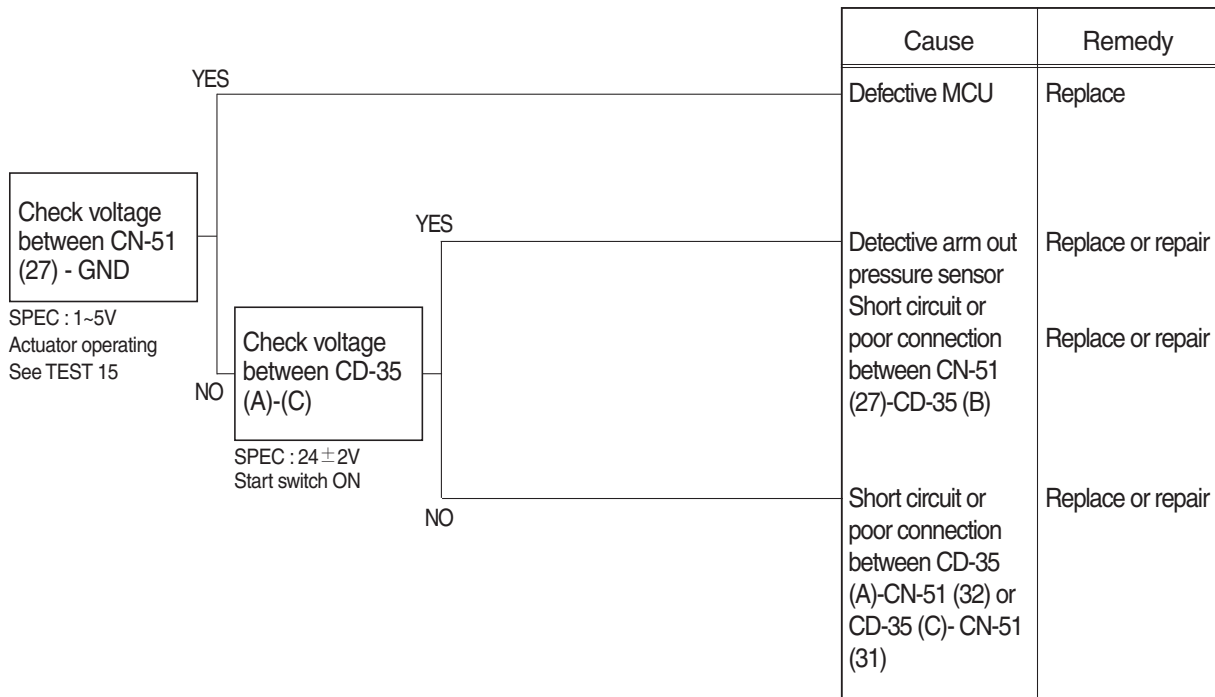 Cause Remedy
YES
Defective MCU Replace
Check voltage
between CN-51
(27) - GND
SPEC : 1~5V
Actuator operating
See TEST 15
YES
Detective arm out
pressure sensor
Replace or repair
Short circuit or
poor connection
between CN-51
(27)-CD-35 (B)
Replace or repair
NO
Check voltage
between CD-35
(A)-(C)
SPEC : 24±2V
Start switch ON
NO
Short circuit or
poor connection
between CD-35
(A)-CN-51 (32) or
CD-35 (C)- CN-51
(31)
Replace or repair